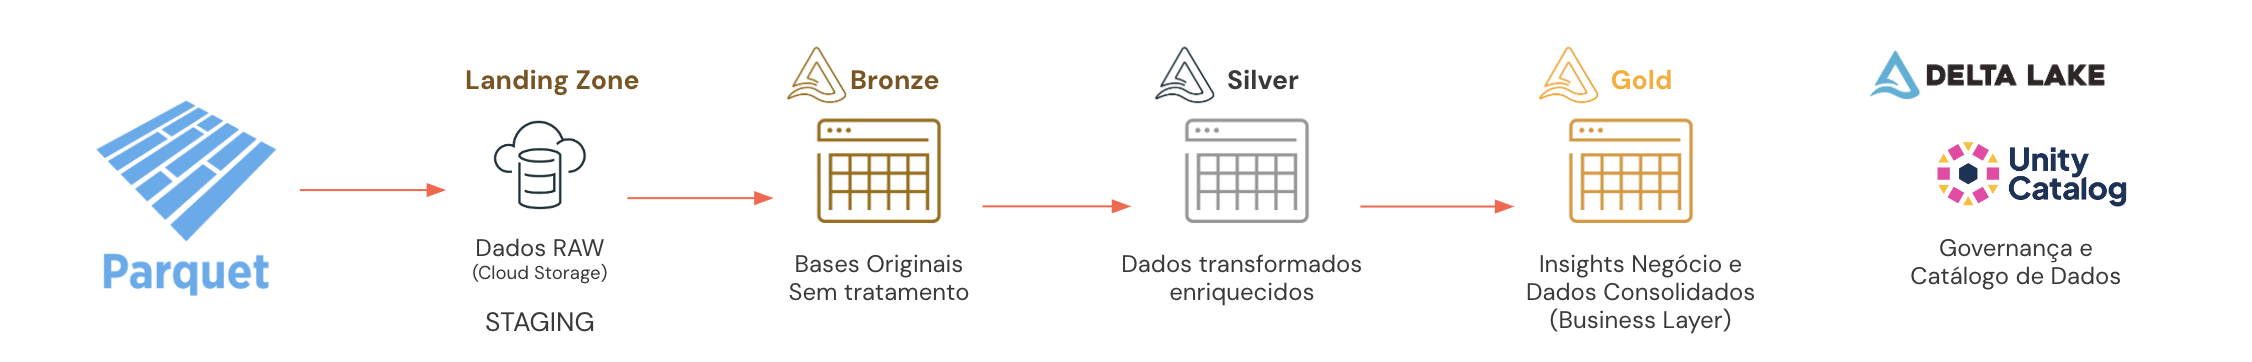 Parquet
Landing Zone
Dados RAW
(Cloud Storage)
STAGING
Bronze
Bases Originais
Sem tratamento
Silver
Dados transformados
enriquecidos
Gold
Insights Negócio e
Dados Consolidados
(Business Layer)
DELTA LAKE
Unity
Catalog
Governança e
Catálogo de Dados